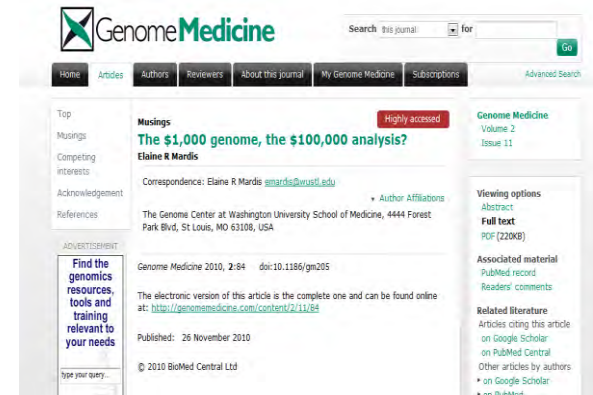 Genome Medicine
Search this journal for
Go
Home Articles Authors Reviewers About this journal My Genome Medicine Subscriptions Advanced Search
Top
Musings
Competing interests
Acknowledgement
References
ADVERTISEMENT
Find the
genomics
resources,
tools and
training
relevant to
your needs
type your query...
Musings
Highly accessed
The $1,000 genome, the $100,000 analysis?
Elaine R Mardis
Correspondence: Elaine R Mardis emardis@wustl.edu
Author Affiliations
The Genome Center at Washington University School of Medicine, 4444 Forest
Park Blvd, St Louis, MO 63108, USA
Genome Medicine 2010, 2:84 doi:10.1186/gm205
The electronic version of this article is the complete one and can be found online
at: http://genomemedicine.com/content/2/11/84
Published: 26 November 2010
© 2010 BioMed Central Ltd
Genome Medicine
Volume 2
Issue 11
Viewing options
Abstract
Full text
PDF (220KB)
Associated material
PubMed record
Readers' comments
Related literature
Articles citing this article
on Google Scholar
on PubMed Central
Other articles by authors
on Google Scholar
on PubMed